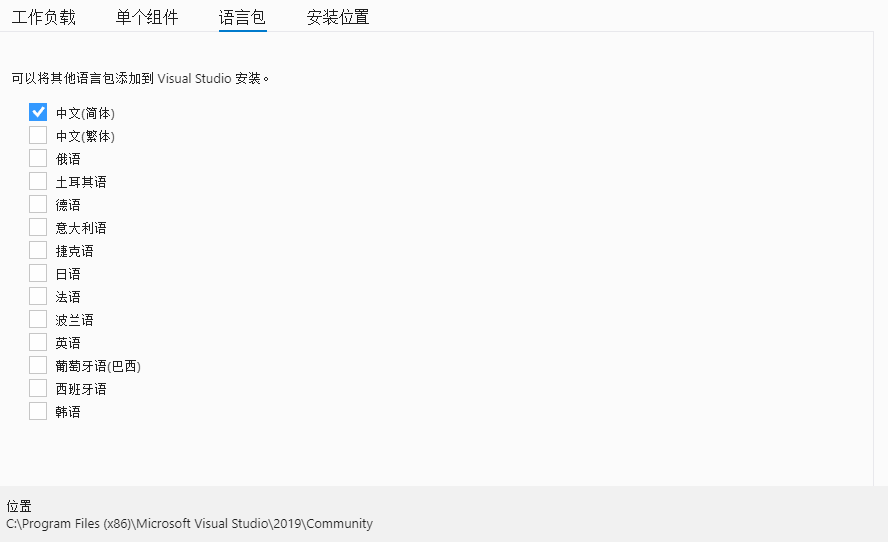 工作负载 单个组件 语言包 安装位置
可以将其他语言包添加到 Visual Studio 安装。
中文(简体)
中文(繁体)
俄语
土耳其语
德语
意大利语
捷克语
日语
法语
波兰语
英语
葡萄牙语(巴西)
西班牙语
韩语
位置
C:\Program Files (x86)\Microsoft Visual Studio\2019\Community